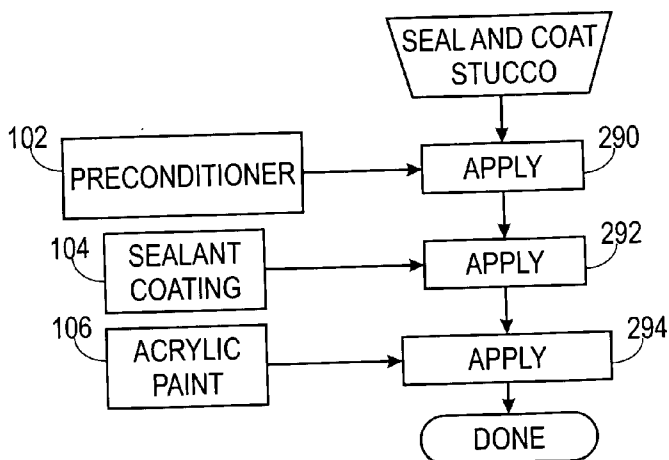 SEAL AND COAT
STUCCO
102
PRECONDITIONER
APPLY
290
104
SEALANT
COATING
APPLY
292
106
ACRYLIC
PAINT
APPLY
294
DONE